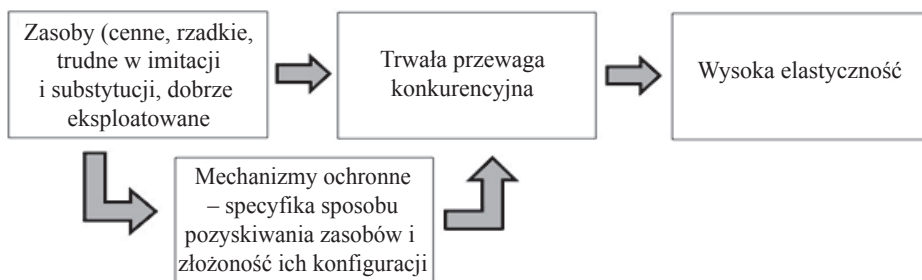 Zasoby (cenne, rzadkie,
trudne w imitacji
i substytucji, dobrze
eksploatowane
Trwała przewaga
konkurencyjna
Wysoka elastyczność
Mechanizmy ochronne
– specyfika sposobu
pozyskiwania zasobów i
złożoność ich konfiguracji